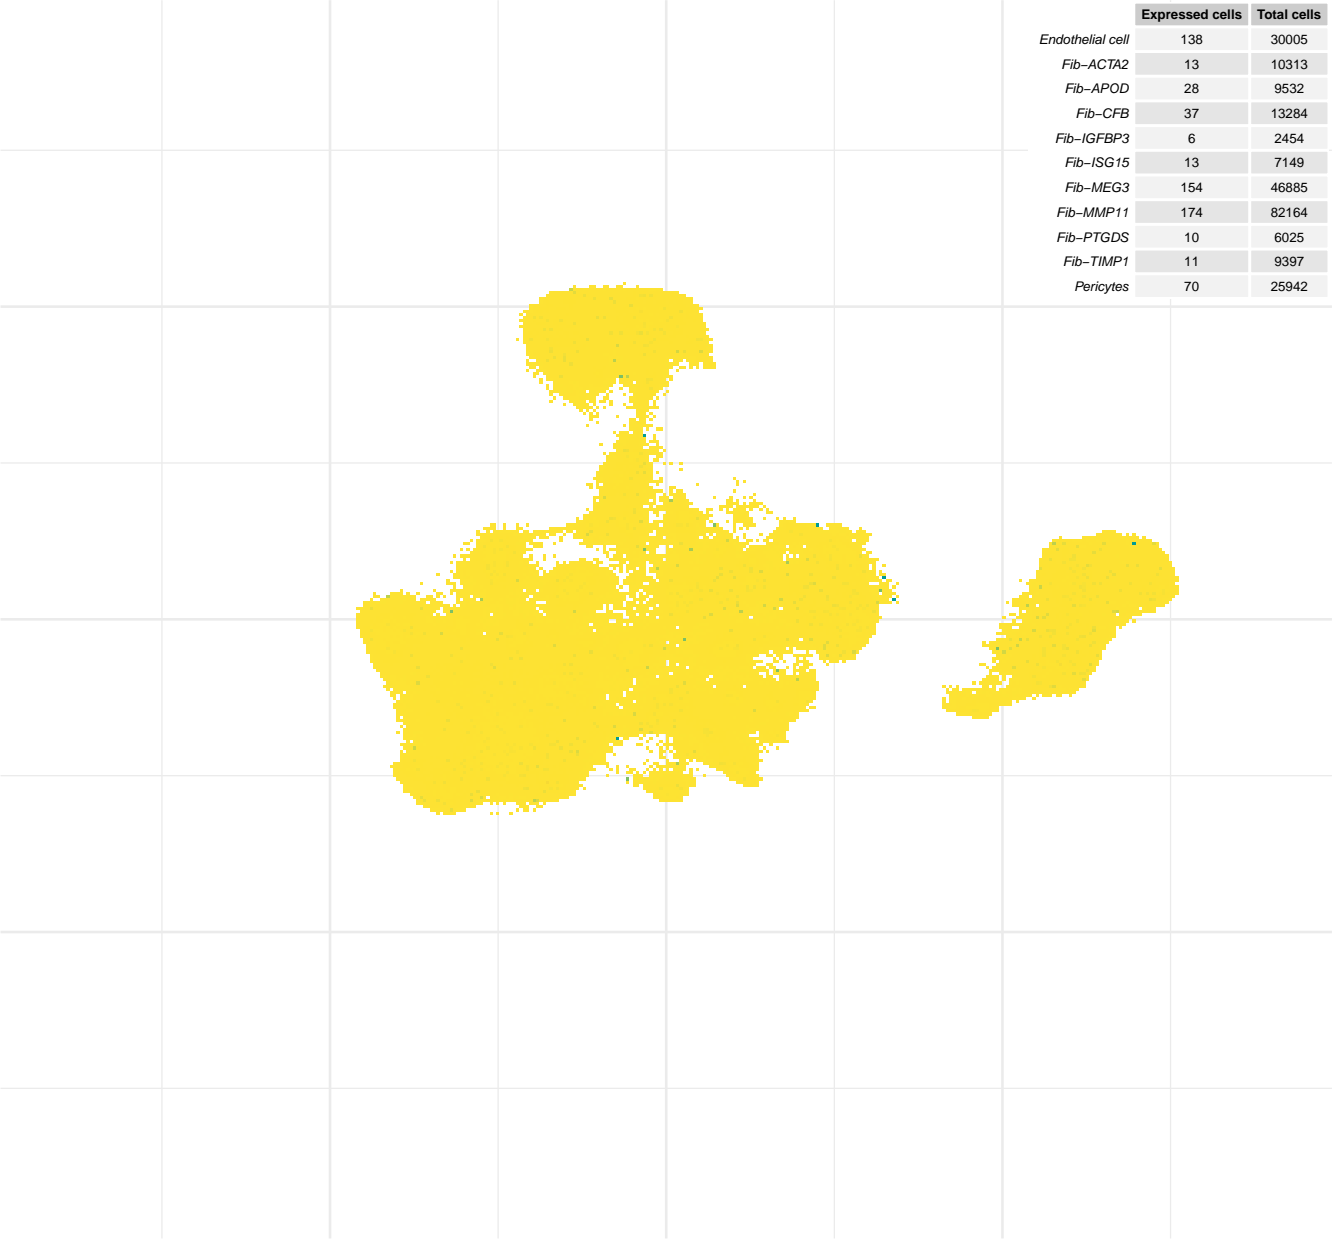 Expressed cells Total cells
Endothelial cell 138 30005
Fib−ACTA2 13 10313
Fib−APOD 28 9532
Fib−CFB 37 13284
Fib−IGFBP3 6 2454
Fib−ISG15 13 7149
Fib−MEG3 154 46885
Fib−MMP11 174 82164
Fib−PTGDS 10 6025
Fib−TIMP1 11 9397
Pericytes 70 25942